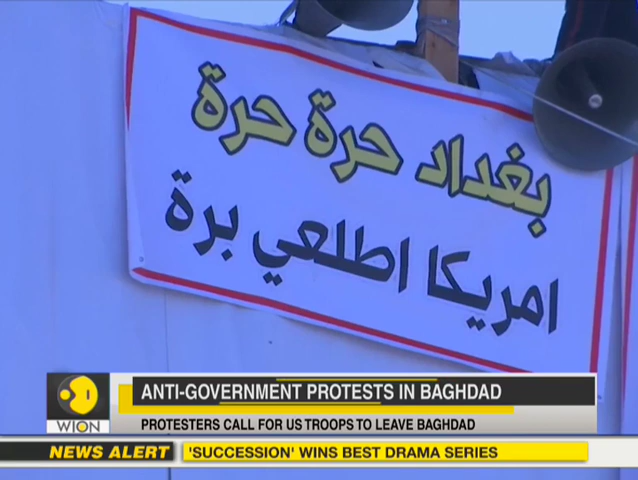 بغداد حرة حرة
امريكا اطلعي برة
ANTI-GOVERNMENT PROTESTS IN BAGHDAD
PROTESTERS CALL FOR US TROOPS TO LEAVE BAGHDAD
WION
NEWS ALERT 'SUCCESSION' WINS BEST DRAMA SERIES